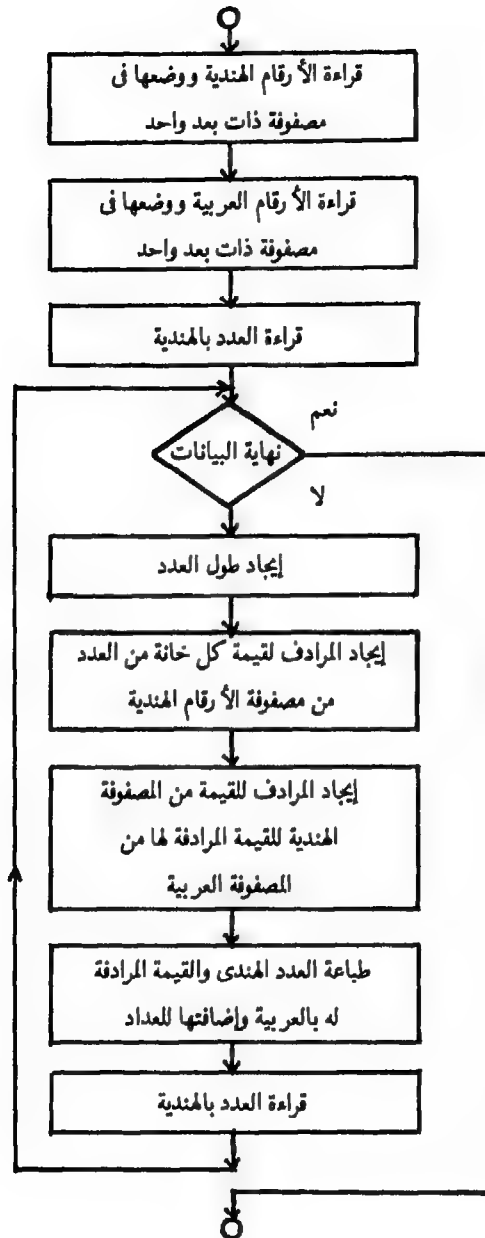 قراءة الأرقام الهندية ووضعها فى
مصفوفة ذات بعد واحد
قراءة الأرقام العربية ووضعها فى
مصفوفة ذات بعد واحد
قراءة العدد بالهندية
نعم
نهاية البيانات
لا
إيجاد طول العدد
إيجاد المرادف لقيمة كل خانة من العدد
من مصفوفة الأرقام الهندية
إيجاد المرادف للقيمة من المصفوفة
الهندية للقيمة المرادفة لها من
المصفوفة العربية
طباعة العدد الهندى والقيمة المرادفة
له بالعربية وإضافتها للعداد
قراءة العدد بالهندية